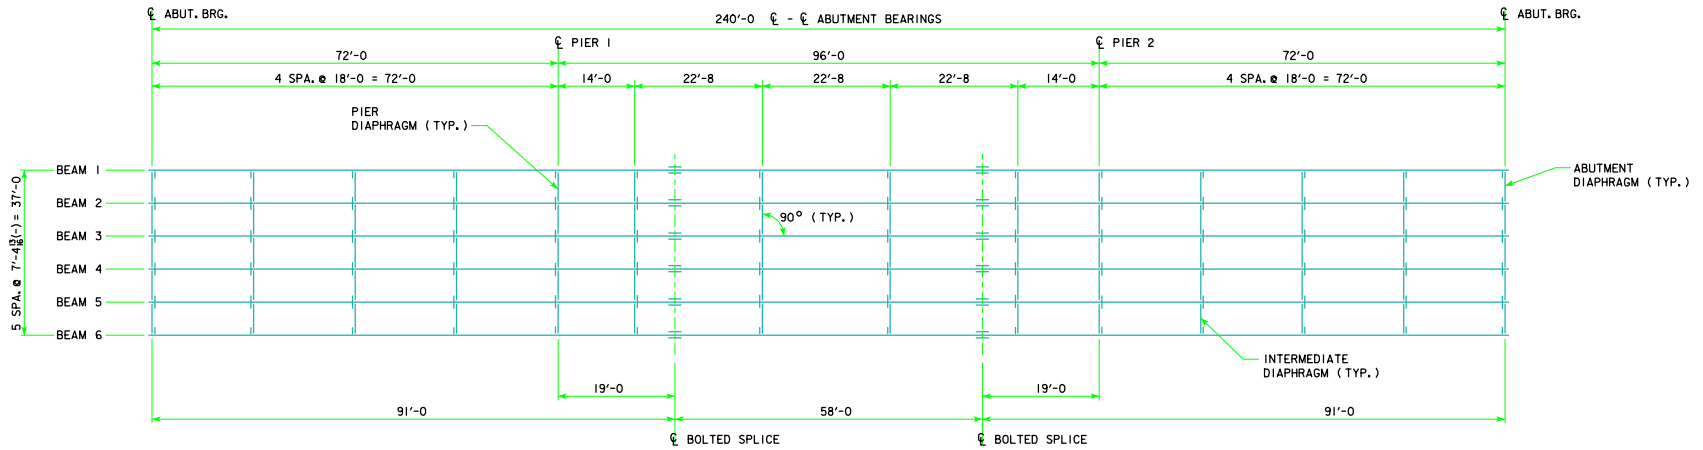 ℄ ABUT. BRG.
240'-0 ℄ - ℄ ABUTMENT BEARINGS
℄ ABUT. BRG.
℄ PIER 1
℄ PIER 2
72'-0
96'-0
72'-0
4 SPA. @ 18'-0 = 72'-0
14'-0
22'-8
22'-8
22'-8
14'-0
4 SPA. @ 18'-0 = 72'-0
PIER
DIAPHRAGM (TYP.)
ABUTMENT
DIAPHRAGM (TYP.)
BEAM 1
BEAM 2
BEAM 3
BEAM 4
BEAM 5
BEAM 6
5 SPA. @ 7'-4 13/16(-) = 37'-0
90° (TYP.)
INTERMEDIATE
DIAPHRAGM (TYP.)
19'-0
19'-0
91'-0
58'-0
91'-0
℄ BOLTED SPLICE
℄ BOLTED SPLICE